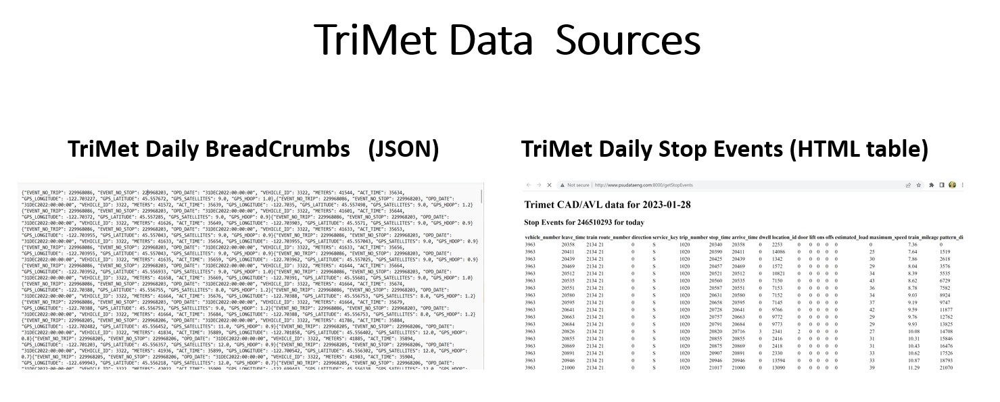 TriMet Data Sources
TriMet Daily BreadCrumbs (JSON)
{"EVENT_NO_TRIP": 229968086, "EVENT_NO_STOP": 229968203, "OPD_DATE": "31DEC2022:00:00:00", "VEHICLE_ID": 3322, "METERS": 41544, "ACT_TIME": 35634,
"GPS_LONGITUDE": -122.703227, "GPS_LATITUDE": 45.557672, "GPS_SATELLITES": 9.0, "GPS_HDOP": 1.0},{"EVENT_NO_TRIP": 229968086, "EVENT_NO_STOP": 229968203, "OPD_DATE":
"31DEC2022:00:00:00", "VEHICLE_ID": 3322, "METERS": 41572, "ACT_TIME": 35639, "GPS_LONGITUDE": -122.7035, "GPS_LATITUDE": 45.557498, "GPS_SATELLITES": 9.0, "GPS_HDOP": 1.2}
{"EVENT_NO_TRIP": 229968086, "EVENT_NO_STOP": 229968203, "OPD_DATE": "31DEC2022:00:00:00", "VEHICLE_ID": 3322, "METERS": 41601, "ACT_TIME": 35644,
"GPS_LONGITUDE": -122.70372, "GPS_LATITUDE": 45.557285, "GPS_SATELLITES": 9.0, "GPS_HDOP": 0.9}{"EVENT_NO_TRIP": 229968086, "EVENT_NO_STOP": 229968203, "OPD_DATE":
"31DEC2022:00:00:00", "VEHICLE_ID": 3322, "METERS": 41626, "ACT_TIME": 35649, "GPS_LONGITUDE": -122.703903, "GPS_LATITUDE": 45.5571, "GPS_SATELLITES": 9.0, "GPS_HDOP": 0.9}
{"EVENT_NO_TRIP": 229968086, "EVENT_NO_STOP": 229968203, "OPD_DATE": "31DEC2022:00:00:00", "VEHICLE_ID": 3322, "METERS": 41633, "ACT_TIME": 35653,
"GPS_LONGITUDE": -122.703955, "GPS_LATITUDE": 45.557043, "GPS_SATELLITES": 9.0, "GPS_HDOP": 0.9}{"EVENT_NO_TRIP": 229968086, "EVENT_NO_STOP": 229968203, "OPD_DATE":
"31DEC2022:00:00:00", "VEHICLE_ID": 3322, "METERS": 41633, "ACT_TIME": 35654, "GPS_LONGITUDE": -122.703955, "GPS_LATITUDE": 45.557043, "GPS_SATELLITES": 9.0, "GPS_HDOP": 0.9}
{"EVENT_NO_TRIP": 229968086, "EVENT_NO_STOP": 229968203, "OPD_DATE": "31DEC2022:00:00:00", "VEHICLE_ID": 3322, "METERS": 41633, "ACT_TIME": 35656,
"GPS_LONGITUDE": -122.703955, "GPS_LATITUDE": 45.557043, "GPS_SATELLITES": 9.0, "GPS_HDOP": 0.9}{"EVENT_NO_TRIP": 229968086, "EVENT_NO_STOP": 229968203, "OPD_DATE":
"31DEC2022:00:00:00", "VEHICLE_ID": 3322, "METERS": 41635, "ACT_TIME": 35659, "GPS_LONGITUDE": -122.703962, "GPS_LATITUDE": 45.557025, "GPS_SATELLITES": 9.0, "GPS_HDOP": 0.9}
{"EVENT_NO_TRIP": 229968086, "EVENT_NO_STOP": 229968203, "OPD_DATE": "31DEC2022:00:00:00", "VEHICLE_ID": 3322, "METERS": 41644, "ACT_TIME": 35664,
"GPS_LONGITUDE": -122.703952, "GPS_LATITUDE": 45.556933, "GPS_SATELLITES": 9.0, "GPS_HDOP": 1.0}{"EVENT_NO_TRIP": 229968086, "EVENT_NO_STOP": 229968203, "OPD_DATE":
"31DEC2022:00:00:00", "VEHICLE_ID": 3322, "METERS": 41658, "ACT_TIME": 35669, "GPS_LONGITUDE": -122.70391, "GPS_LATITUDE": 45.55681, "GPS_SATELLITES": 9.0, "GPS_HDOP": 1.0}
{"EVENT_NO_TRIP": 229968086, "EVENT_NO_STOP": 229968203, "OPD_DATE": "31DEC2022:00:00:00", "VEHICLE_ID": 3322, "METERS": 41664, "ACT_TIME": 35674,
"GPS_LONGITUDE": -122.70388, "GPS_LATITUDE": 45.556755, "GPS_SATELLITES": 8.0, "GPS_HDOP": 1.2}{"EVENT_NO_TRIP": 229968086, "EVENT_NO_STOP": 229968203, "OPD_DATE":
"31DEC2022:00:00:00", "VEHICLE_ID": 3322, "METERS": 41664, "ACT_TIME": 35676, "GPS_LONGITUDE": -122.70388, "GPS_LATITUDE": 45.556753, "GPS_SATELLITES": 8.0, "GPS_HDOP": 1.2}
{"EVENT_NO_TRIP": 229968086, "EVENT_NO_STOP": 229968203, "OPD_DATE": "31DEC2022:00:00:00", "VEHICLE_ID": 3322, "METERS": 41664, "ACT_TIME": 35679,
"GPS_LONGITUDE": -122.70388, "GPS_LATITUDE": 45.556753, "GPS_SATELLITES": 9.0, "GPS_HDOP": 1.2}{"EVENT_NO_TRIP": 229968086, "EVENT_NO_STOP": 229968203, "OPD_DATE":
"31DEC2022:00:00:00", "VEHICLE_ID": 3322, "METERS": 41664, "ACT_TIME": 35684, "GPS_LONGITUDE": -122.70388, "GPS_LATITUDE": 45.556753, "GPS_SATELLITES": 8.0, "GPS_HDOP": 1.2}
{"EVENT_NO_TRIP": 229968205, "EVENT_NO_STOP": 229968206, "OPD_DATE": "31DEC2022:00:00:00", "VEHICLE_ID": 3322, "METERS": 41786, "ACT_TIME": 35884,
"GPS_LONGITUDE": -122.702482, "GPS_LATITUDE": 45.556452, "GPS_SATELLITES": 11.0, "GPS_HDOP": 0.9}{"EVENT_NO_TRIP": 229968205, "EVENT_NO_STOP": 229968206, "OPD_DATE":
"31DEC2022:00:00:00", "VEHICLE_ID": 3322, "METERS": 41834, "ACT_TIME": 35889, "GPS_LONGITUDE": -122.701858, "GPS_LATITUDE": 45.556402, "GPS_SATELLITES": 12.0, "GPS_HDOP":
0.8}{"EVENT_NO_TRIP": 229968205, "EVENT_NO_STOP": 229968206, "OPD_DATE": "31DEC2022:00:00:00", "VEHICLE_ID": 3322, "METERS": 41885, "ACT_TIME": 35894,
"GPS_LONGITUDE": -122.701203, "GPS_LATITUDE": 45.556357, "GPS_SATELLITES": 12.0, "GPS_HDOP": 0.9}{"EVENT_NO_TRIP": 229968205, "EVENT_NO_STOP": 229968206, "OPD_DATE":
"31DEC2022:00:00:00", "VEHICLE_ID": 3322, "METERS": 41936, "ACT_TIME": 35899, "GPS_LONGITUDE": -122.700542, "GPS_LATITUDE": 45.556302, "GPS_SATELLITES": 12.0, "GPS_HDOP":
0.7}{"EVENT_NO_TRIP": 229968205, "EVENT_NO_STOP": 229968206, "OPD_DATE": "31DEC2022:00:00:00", "VEHICLE_ID": 3322, "METERS": 41983, "ACT_TIME": 35904,
"GPS_LONGITUDE": -122.699943, "GPS_LATITUDE": 45.556218, "GPS_SATELLITES": 12.0, "GPS_HDOP": 0.7}{"EVENT_NO_TRIP": 229968205, "EVENT_NO_STOP": 229968206, "OPD_DATE":
TriMet Daily Stop Events (HTML table)
Not secure | http://www.psudataeng.com:8000/getStopEvents
Trimet CAD/AVL data for 2023-01-28
Stop Events for 246510293 for today
vehicle_number leave_time train route_number direction service_key trip_number stop_time arrive_time dwell location_id door lift ons offs estimated_load maximum_speed train_mileage pattern_di
3963 20358 2134 21 0 S 1020 20340 20358 0 2253 0 0 0 0 0 0 7.36 0
3963 20411 2134 21 0 S 1020 20390 20411 0 14086 0 0 0 0 0 25 7.64 1519
3963 20439 2134 21 0 S 1020 20425 20439 0 1342 0 0 0 0 0 30 7.86 2618
3963 20469 2134 21 0 S 1020 20457 20469 0 1572 0 0 0 0 0 29 8.04 3576
3963 20512 2134 21 0 S 1020 20521 20512 0 10821 0 0 0 0 0 34 8.39 5535
3963 20535 2134 21 0 S 1020 20560 20535 0 7150 0 0 0 0 0 43 8.62 6729
3963 20551 2134 21 0 S 1020 20587 20551 0 7153 0 0 0 0 0 36 8.78 7582
3963 20580 2134 21 0 S 1020 20631 20580 0 7152 0 0 0 0 0 34 9.03 8924
3963 20595 2134 21 0 S 1020 20658 20595 0 7145 0 0 0 0 0 37 9.19 9747
3963 20641 2134 21 0 S 1020 20728 20641 0 9766 0 0 0 0 0 42 9.59 11877
3963 20663 2134 21 0 S 1020 20757 20663 0 9772 0 0 0 0 0 29 9.76 12762
3963 20684 2134 21 0 S 1020 20791 20684 0 9773 0 0 0 0 0 29 9.93 13825
3963 20826 2134 21 0 S 1020 20820 20716 3 2341 2 0 0 0 0 27 10.08 14708
3963 20855 2134 21 0 S 1020 20855 20855 0 2416 0 0 0 0 0 31 10.31 15846
3963 20869 2134 21 0 S 1020 20875 20869 0 2418 0 0 0 0 0 31 10.43 16476
3963 20891 2134 21 0 S 1020 20907 20891 0 2330 0 0 0 0 0 33 10.62 17526
3963 20946 2134 21 0 S 1020 20946 20946 0 13594 0 0 0 0 0 33 10.87 18793
3963 21000 2134 21 0 S 1020 21017 21000 0 13090 0 0 0 0 0 39 11.29 21070